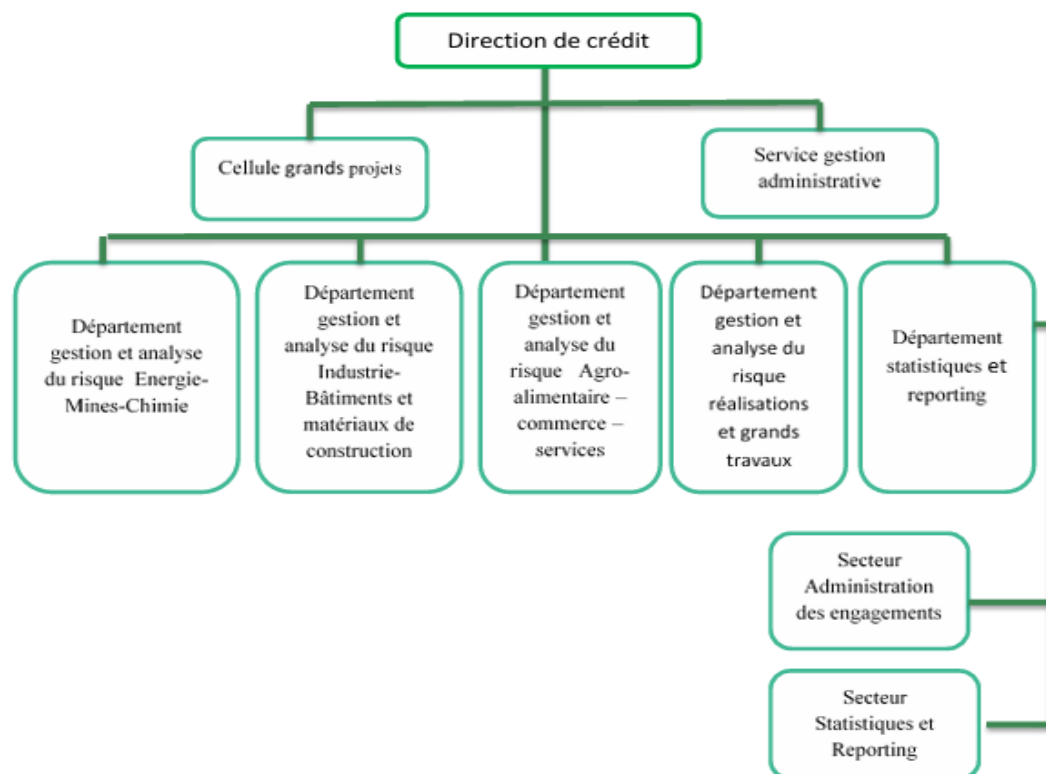 Direction de crédit
Cellule grands projets
Service gestion
administrative
Département
gestion et analyse
du risque Energie-
Mines-Chimie
Département
gestion et
analyse du risque
Industrie-
Bâtiments et
matériaux de
construction
Département
gestion et
analyse du
risque Agro-
alimentaire –
commerce –
services
Département
gestion et
analyse du
risque
réalisations
et grands
travaux
Département
statistiques et
reporting
Secteur
Administration
des engagements
Secteur
Statistiques et
Reporting